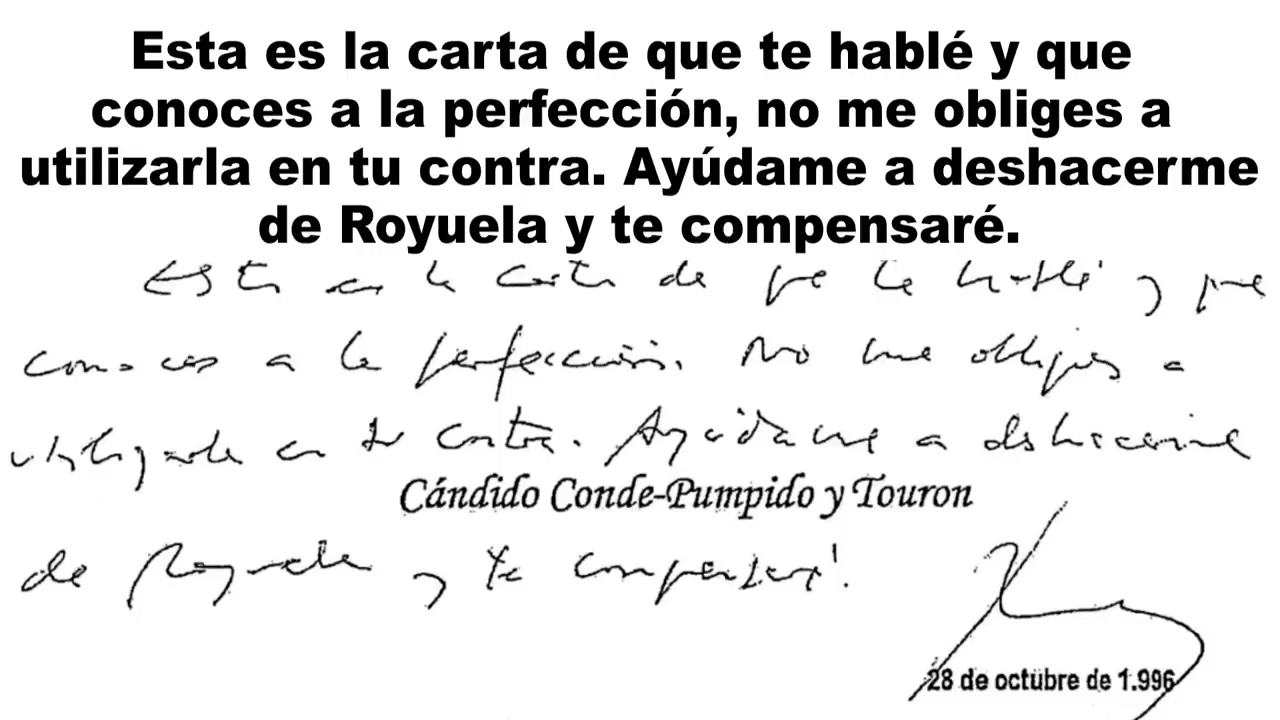 Esta es la carta de que te hablé y que
conoces a la perfección, no me obliges a
utilizarla en tu contra. Ayúdame a deshacerme
de Royuela y te compensaré.
Esta es la carta de que te hablé y que
conoces a la perfección. No me obliges a
utilizarla en tu contra. Ayúdame a deshacerme
Cándido Conde-Pumpido y Touron
de Royuela y te compensaré.
28 de octubre de 1.996